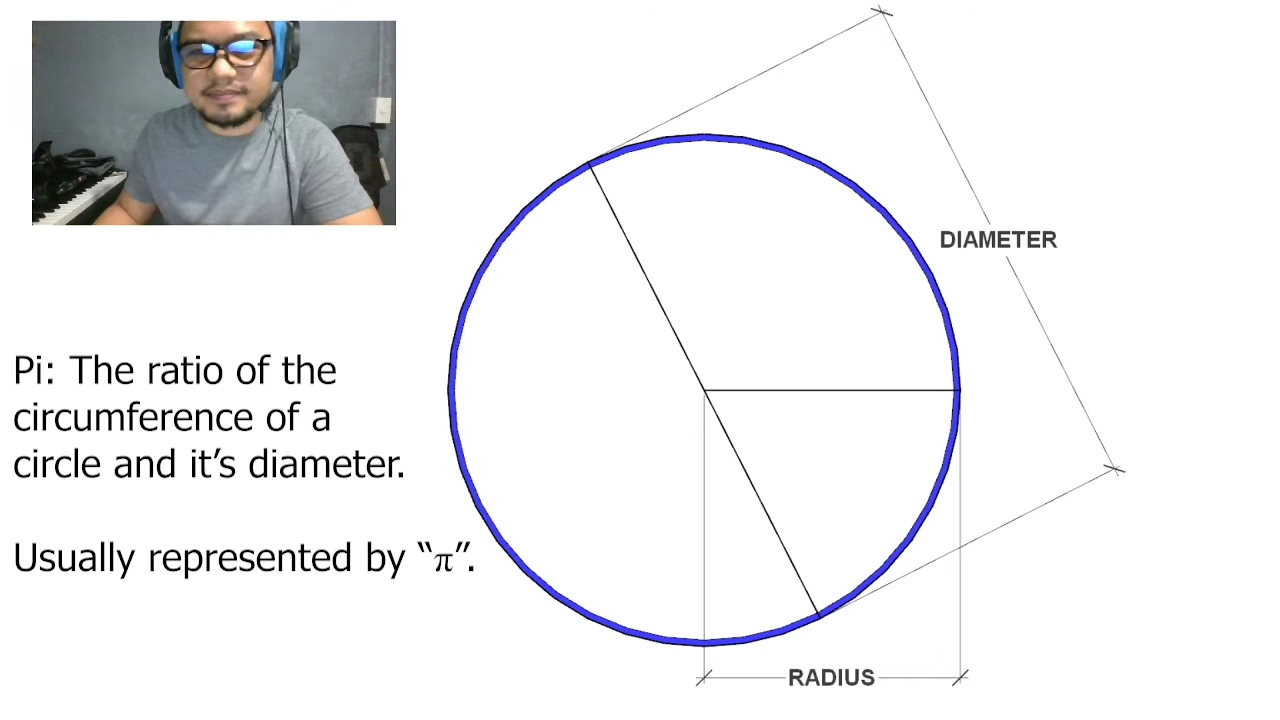 DIAMETER
Pi: The ratio of the
circumference of a
circle and it’s diameter.
Usually represented by “π”.
RADIUS